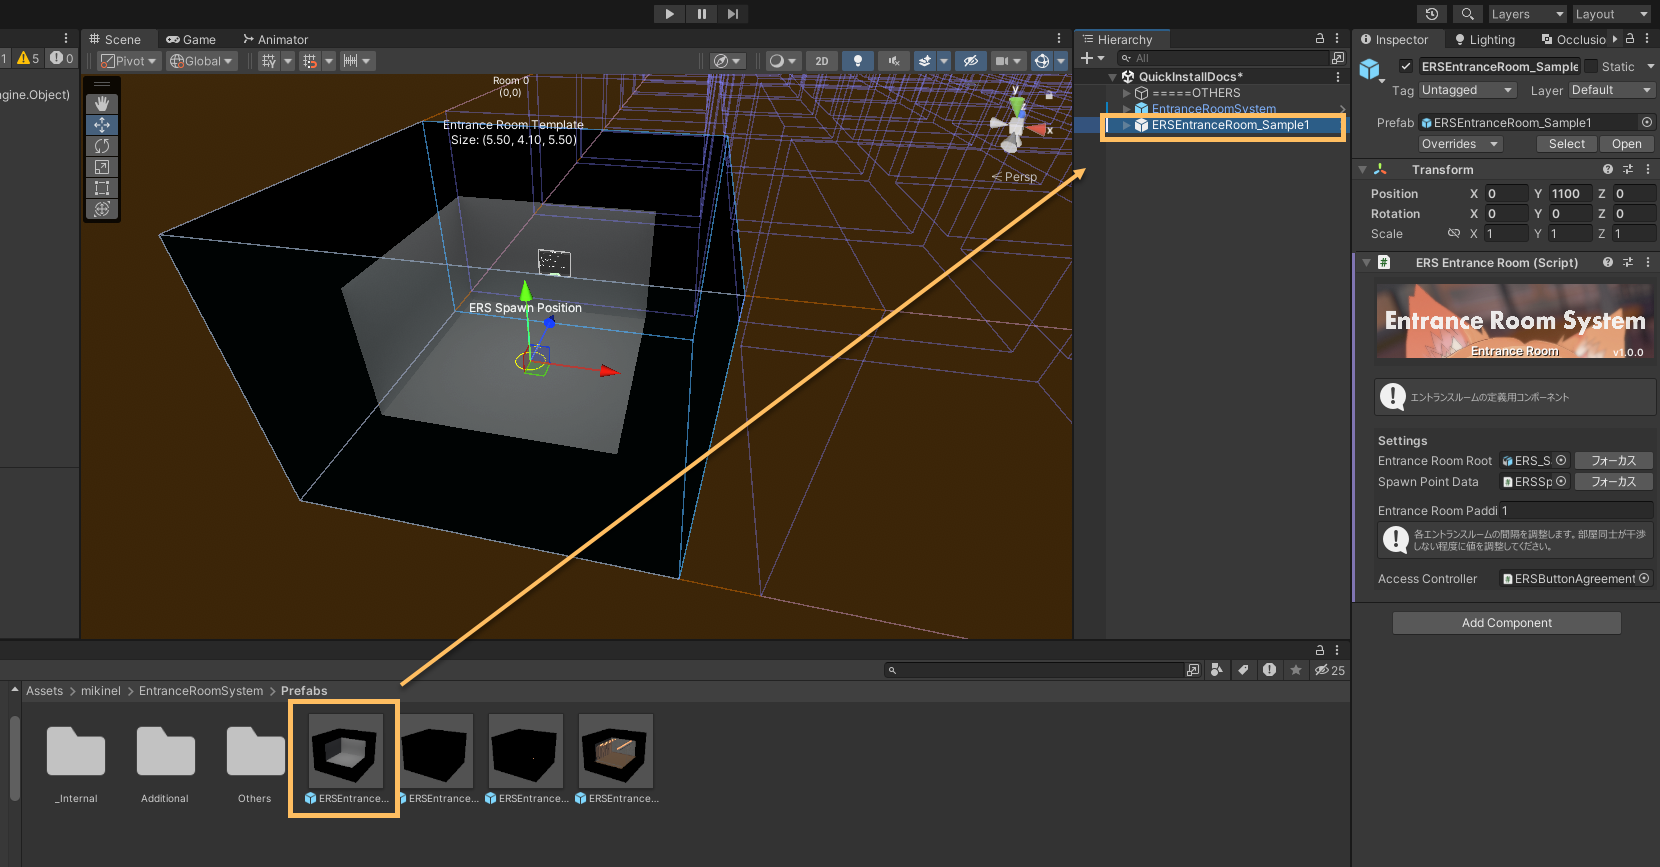 Layers
Layout
Scene
Game
Animator
Hierarchy
Inspector
Lighting
Occlusio
1
5
0
Pivot
Global
2D
All
gine.Object)
Room 0
(0,0)
Entrance Room Template
Size: (5.50, 4.10, 5.50)
ERS Spawn Position
y
x
Persp
QuickInstallDocs*
=====OTHERS
EntranceRoomSystem
ERSEntranceRoom_Sample1
ERSEntranceRoom_Sample
Static
Tag Untagged
Layer Default
Prefab ERSEntranceRoom_Sample1
Overrides
Select
Open
Transform
Position X 0 Y 1100 Z 0
Rotation X 0 Y 0 Z 0
Scale X 1 Y 1 Z 1
ERS Entrance Room (Script)
Entrance Room System
Entrance Room
v1.0.0
エントランスルームの定義用コンポーネント
Settings
Entrance Room Root ERS_S フォーカス
Spawn Point Data ERSSp フォーカス
Entrance Room Paddi 1
各エントランスルームの間隔を調整します。部屋同士が干渉
しない程度に値を調整してください。
Access Controller ERSButtonAgreement
Add Component
25
Assets > mikinel > EntranceRoomSystem > Prefabs
_Internal
Additional
Others
ERSEntrance...
ERSEntrance...
ERSEntrance...
ERSEntrance...